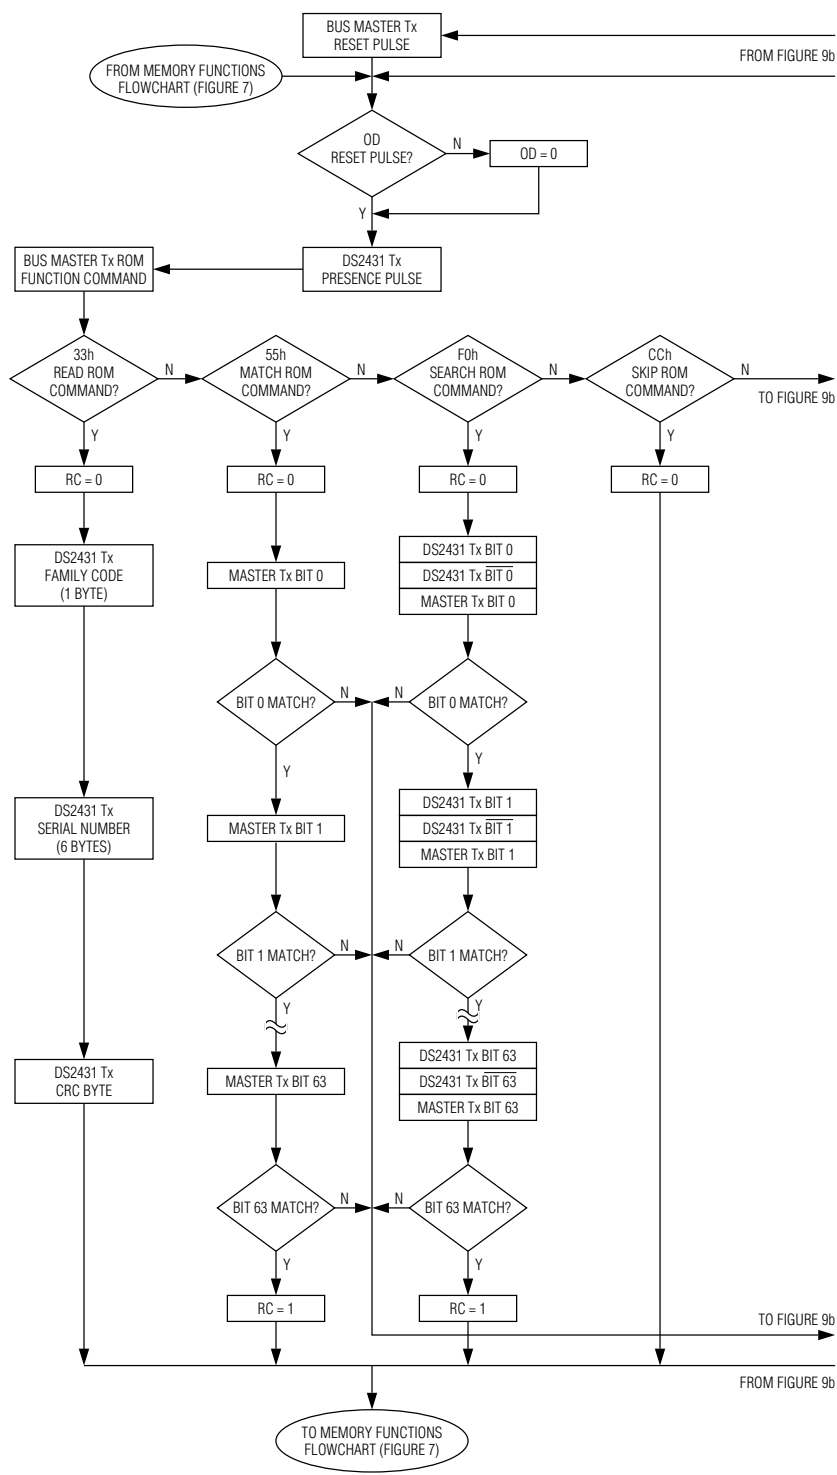 BUS MASTER Tx
RESET PULSE
FROM FIGURE 9b
FROM MEMORY FUNCTIONS
FLOWCHART (FIGURE 7)
OD
RESET PULSE?
N
OD = 0
Y
BUS MASTER Tx ROM
FUNCTION COMMAND
DS2431 Tx
PRESENCE PULSE
33h
READ ROM
COMMAND?
N
55h
MATCH ROM
COMMAND?
N
F0h
SEARCH ROM
COMMAND?
N
CCh
SKIP ROM
COMMAND?
N
TO FIGURE 9b
Y
Y
Y
Y
RC = 0
RC = 0
RC = 0
RC = 0
DS2431 Tx
FAMILY CODE
(1 BYTE)
MASTER Tx BIT 0
DS2431 Tx BIT 0
DS2431 Tx BIT 0
MASTER Tx BIT 0
BIT 0 MATCH?
N
N
BIT 0 MATCH?
Y
Y
DS2431 Tx
SERIAL NUMBER
(6 BYTES)
MASTER Tx BIT 1
DS2431 Tx BIT 1
DS2431 Tx BIT 1
MASTER Tx BIT 1
BIT 1 MATCH?
N
N
BIT 1 MATCH?
Y
Y
DS2431 Tx
CRC BYTE
MASTER Tx BIT 63
DS2431 Tx BIT 63
DS2431 Tx BIT 63
MASTER Tx BIT 63
BIT 63 MATCH?
N
N
BIT 63 MATCH?
Y
Y
RC = 1
RC = 1
TO FIGURE 9b
FROM FIGURE 9b
TO MEMORY FUNCTIONS
FLOWCHART (FIGURE 7)